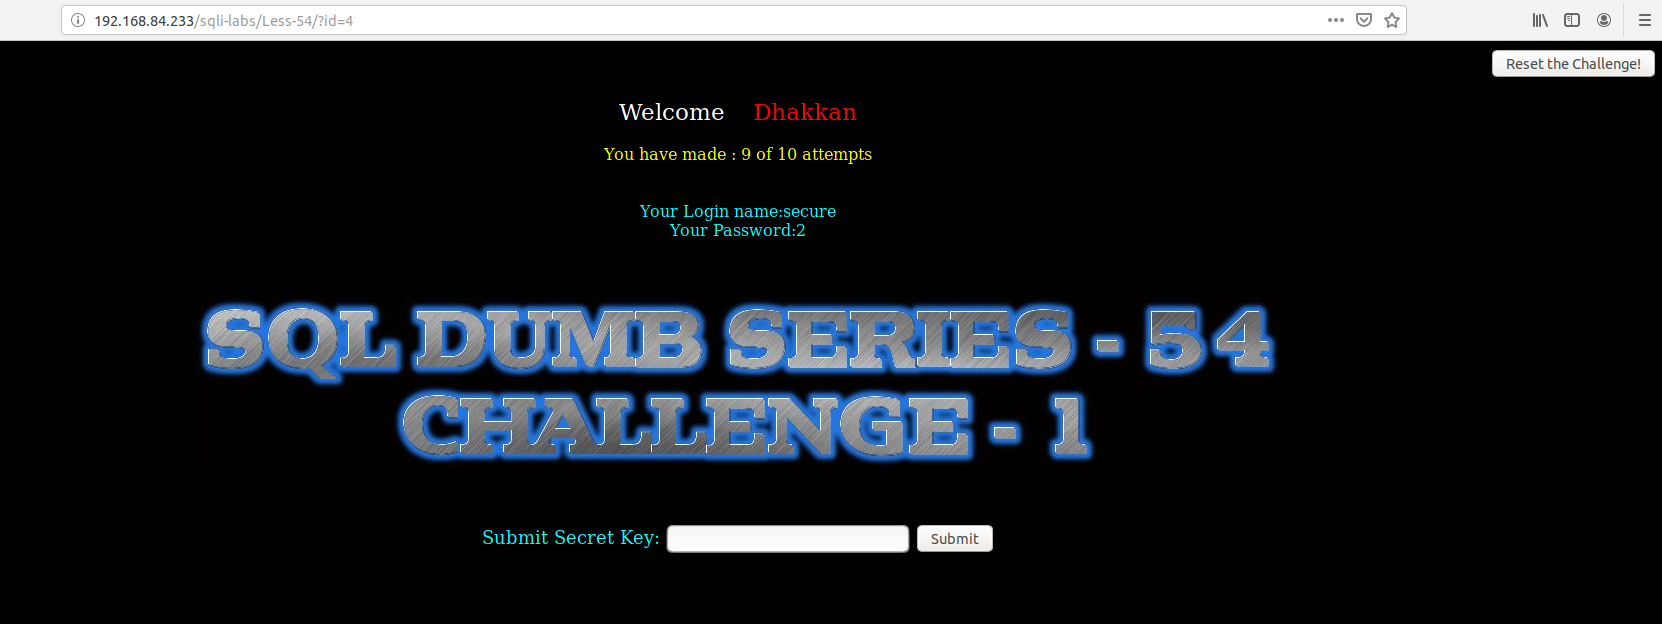 192.168.84.233/sqli-labs/Less-54/?id=4
Reset the Challenge!
Welcome Dhakkan
You have made : 9 of 10 attempts
Your Login name:secure
Your Password:2
SQL DUMB SERIES - 54
CHALLENGE - 1
Submit Secret Key: Submit